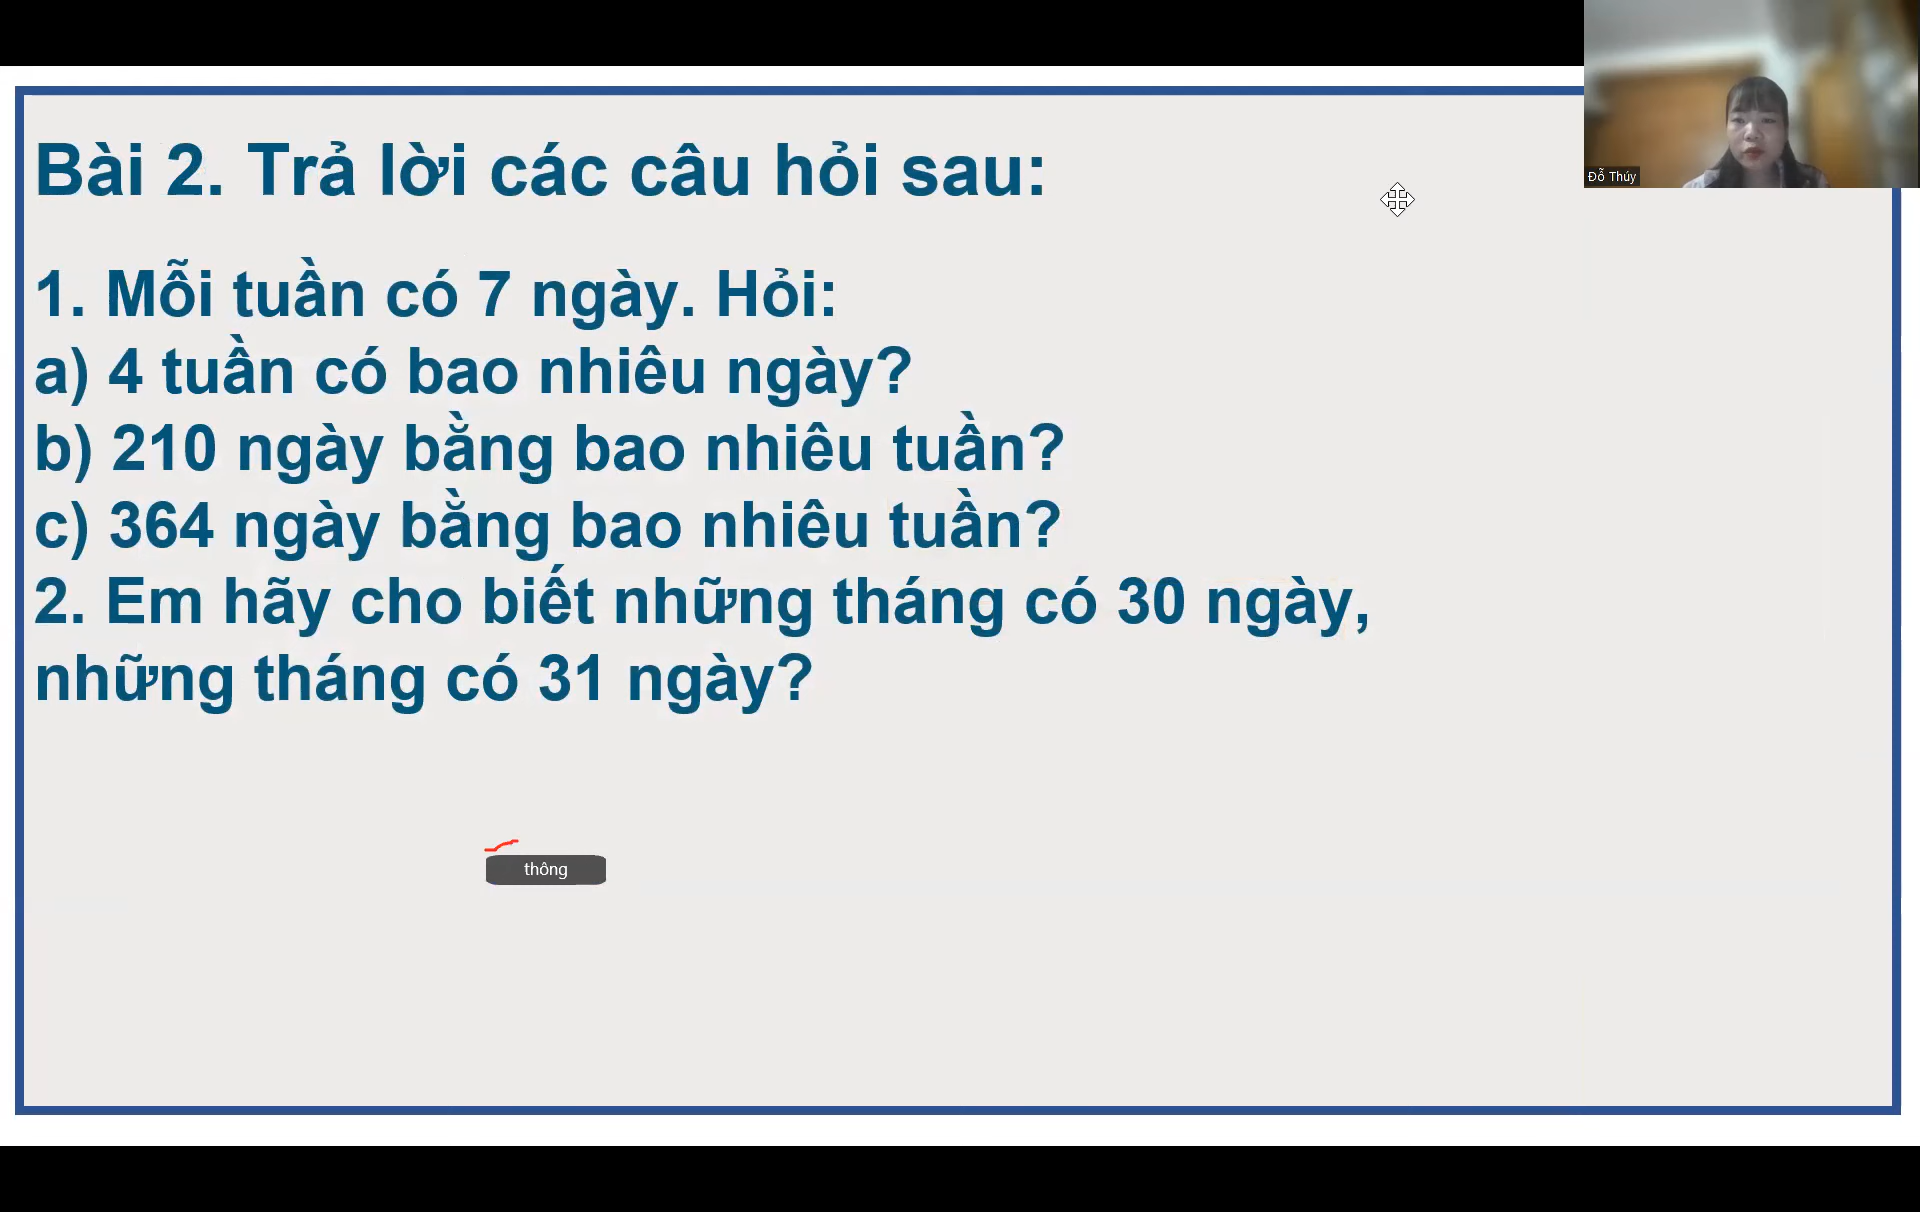 Đỗ Thúy
Bài 2. Trả lời các câu hỏi sau:
1. Mỗi tuần có 7 ngày. Hỏi:
a) 4 tuần có bao nhiêu ngày?
b) 210 ngày bằng bao nhiêu tuần?
c) 364 ngày bằng bao nhiêu tuần?
2. Em hãy cho biết những tháng có 30 ngày,
những tháng có 31 ngày?
thông